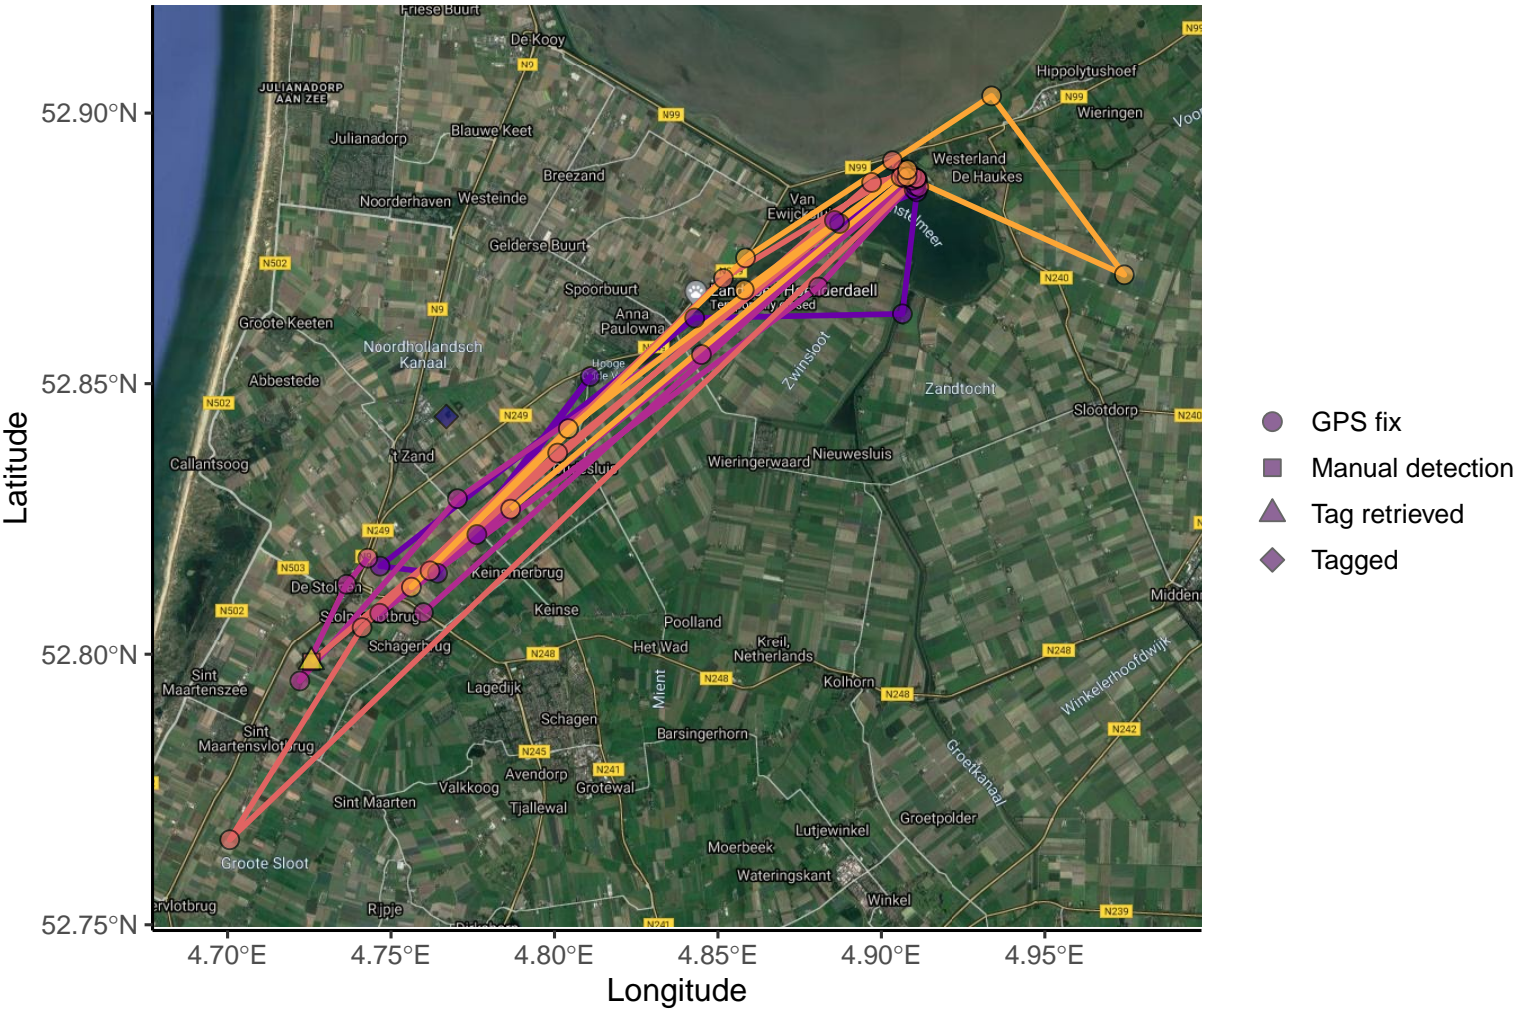 Friese Buurt
De Kooy
N9
N99
Hippolytushoef
JULIANADORP
AAN ZEE
N99
52.90°N
N99
Wieringen
Julianadorp
Blauwe Keet
Westerland
N99
De Haukes
Breezand
Noorderhaven
Westeinde
Van
Gelderse Buurt
N502
N240
Spoorbuurt
Anna
Paulowna
N9
Groote Keeten
Noordhollandsch
Kanaal
Zwinsloot
Latitude
52.85°N
Abbestede
Zandtocht
N502
N249
Slootdorp
N240
GPS fix
't Zand
Callantsoog
Wieringerwaard
Nieuwesluis
Manual detection
Tag retrieved
N249
Tagged
N503
Keinsmerbrug
N502
Keinse
Poolland
Schagerbrug
52.80°N
N248
Het Wad
Kreil,
Netherlands
N248
Sint
Maartenszee
Lagedijk
Mient
N248
Kolhorn
N248
Winkelerhoofdwijk
Schagen
Sint
Maartensvlotbrug
Barsingerhorn
N242
N245
Avendorp
N241
Groetkanaal
Valkkoog
Grotewal
Sint Maarten
Tjallewal
Groetpolder
Lutjewinkel
Moerbeek
Groote Sloot
Wateringskant
Winkel
Rijpje
N239
N241
52.75°N
4.70°E
4.75°E
4.80°E
4.85°E
4.90°E
4.95°E
Longitude